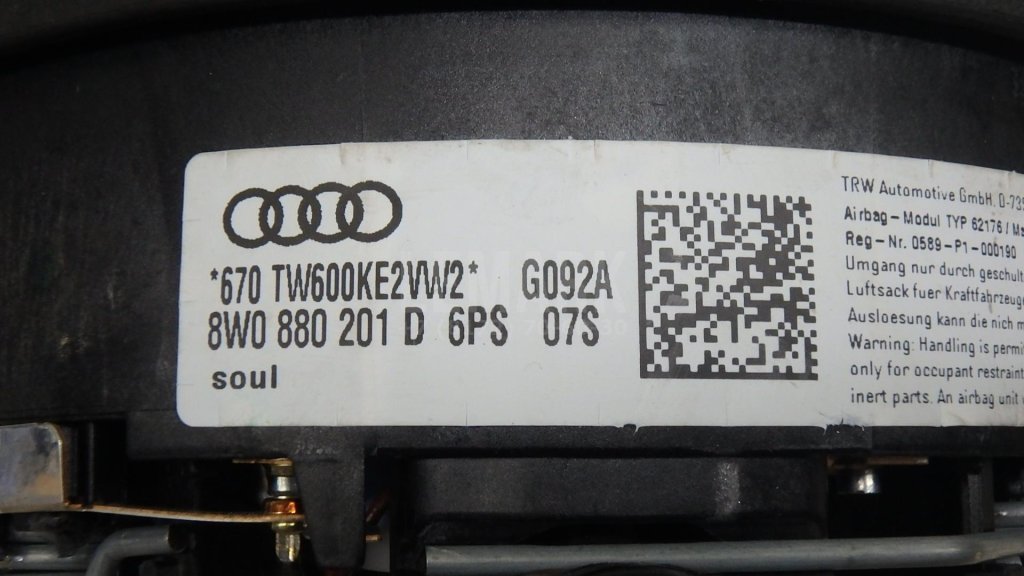 *670 TW600KE2VW2* G092A
8W0 880 201 D 6PS 07S
soul
TRW Automotive GmbH, D-739
Airbag-Modul TYP 62176 / Ms
Reg-Nr. 0589-P1-000190
Umgang nur durch geschult
Luftsack fuer Kraftfahrzeuge
Ausloesung kann die nich m
Warning: Handling is permi
only for occupant restraint
inert parts. An airbag unit